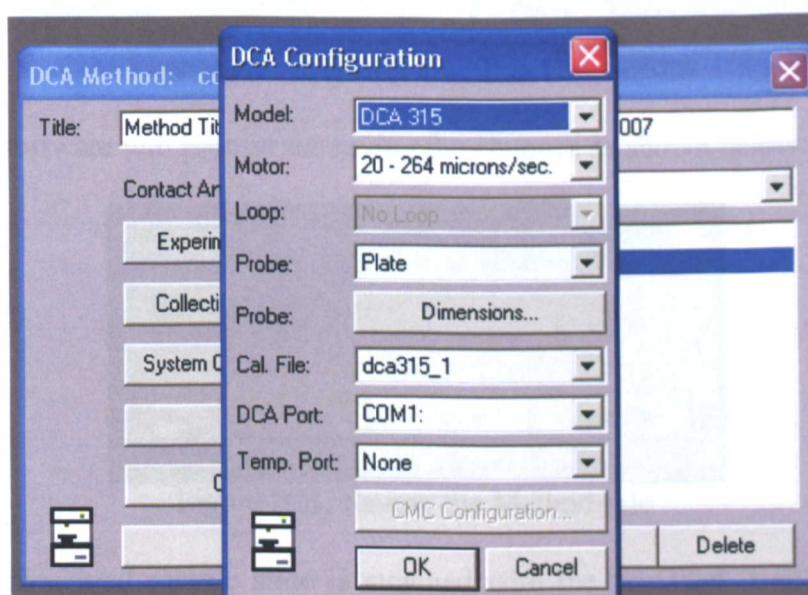 DCA Method: co
DCA Configuration
Title:
Method Tit
007
Contact An
Experin
Collecti
System C
Delete
Model:
DCA 315
Motor:
20 - 264 microns/sec.
Loop:
No Loop
Probe:
Plate
Probe:
Dimensions...
Cal. File:
dca315_1
DCA Port:
COM1:
Temp. Port:
None
CMC Configuration...
OK
Cancel